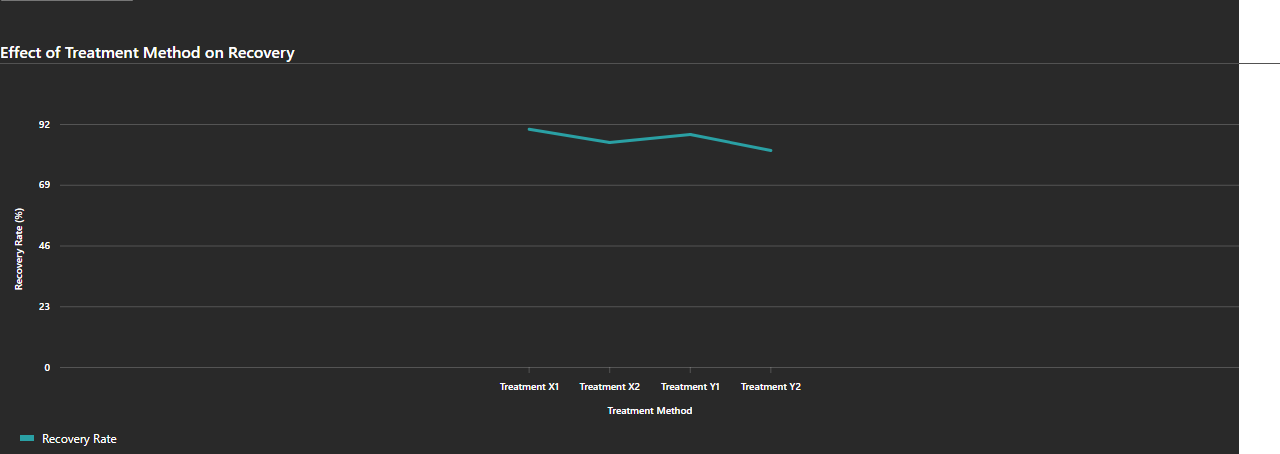 Effect of Treatment Method on Recovery
92
69
46
23
0
Recovery Rate (%)
Treatment X1 Treatment X2 Treatment Y1 Treatment Y2
Treatment Method
Recovery Rate